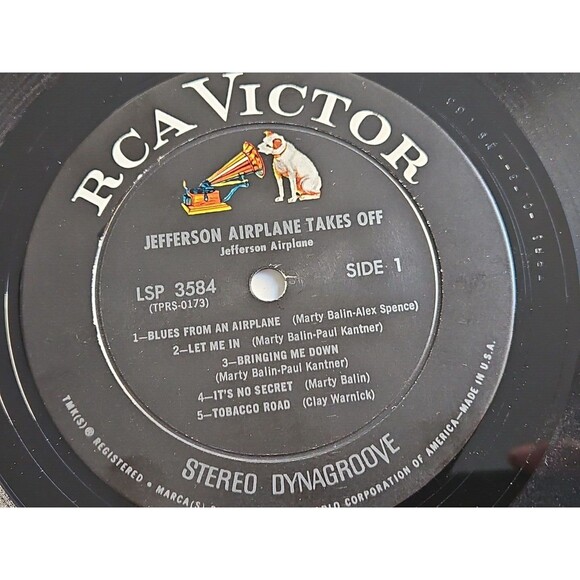 RCA VICTOR
JEFFERSON AIRPLANE TAKES OFF
Jefferson Airplane
LSP 3584
(TPRS-0173)
SIDE 1
1—BLUES FROM AN AIRPLANE (Marty Balin-Alex Spence)
2—LET ME IN (Marty Balin-Paul Kantner)
3—BRINGING ME DOWN
(Marty Balin-Paul Kantner)
4—IT'S NO SECRET (Marty Balin)
5—TOBACCO ROAD (Clay Warnick)
STEREO DYNAGROOVE
TMK(S) ® REGISTERED • MARCA(S) CORPORATION OF AMERICA—MADE IN U.S.A.